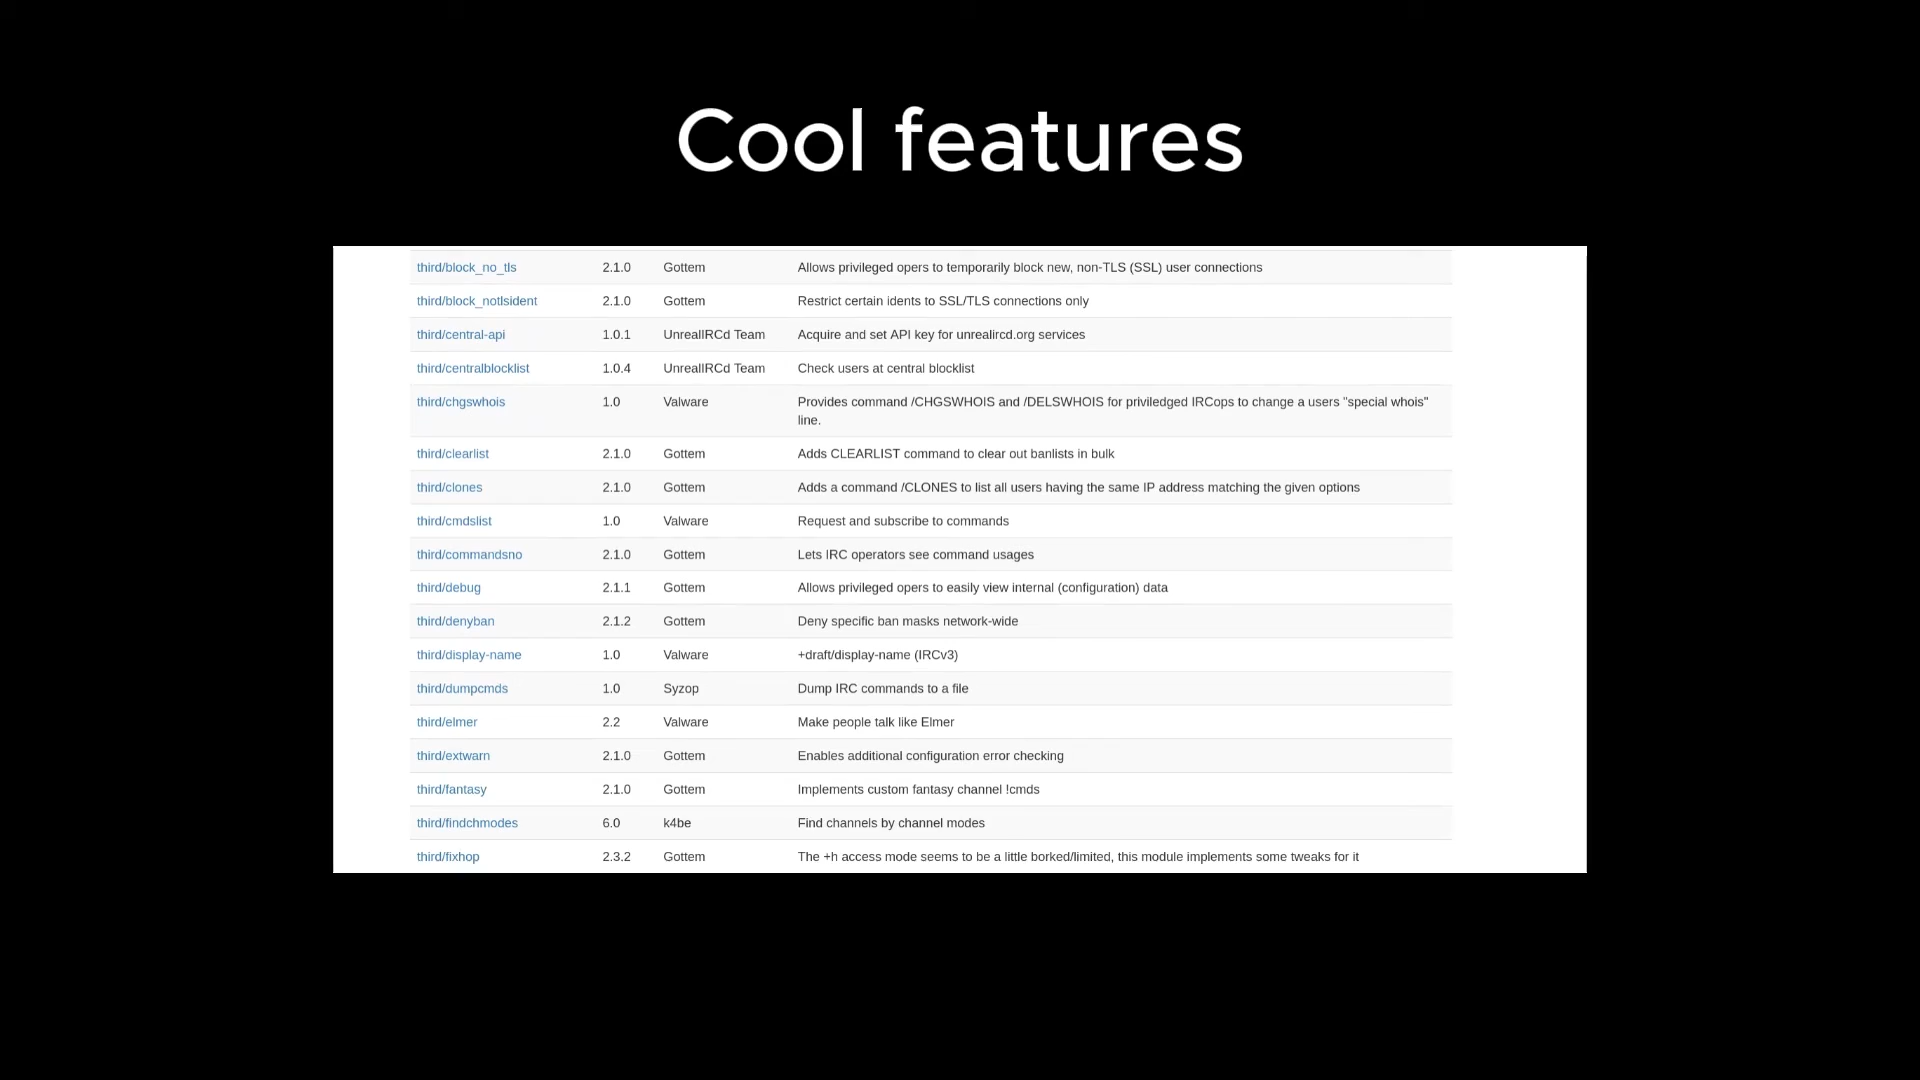 Cool features
third/block_no_tls 2.1.0 Gottem Allows privileged opers to temporarily block new, non-TLS (SSL) user connections
third/block_notlsident 2.1.0 Gottem Restrict certain idents to SSL/TLS connections only
third/central-api 1.0.1 UnrealIRCd Team Acquire and set API key for unrealircd.org services
third/centralblocklist 1.0.4 UnrealIRCd Team Check users at central blocklist
third/chgswhois 1.0 Valware Provides command /CHGSWHOIS and /DELSWHOIS for priviledged IRCops to change a users "special whois"
line.
third/clearlist 2.1.0 Gottem Adds CLEARLIST command to clear out banlists in bulk
third/clones 2.1.0 Gottem Adds a command /CLONES to list all users having the same IP address matching the given options
third/cmdslist 1.0 Valware Request and subscribe to commands
third/commandsno 2.1.0 Gottem Lets IRC operators see command usages
third/debug 2.1.1 Gottem Allows privileged opers to easily view internal (configuration) data
third/denyban 2.1.2 Gottem Deny specific ban masks network-wide
third/display-name 1.0 Valware +draft/display-name (IRCv3)
third/dumpcmds 1.0 Syzop Dump IRC commands to a file
third/elmer 2.2 Valware Make people talk like Elmer
third/extwarn 2.1.0 Gottem Enables additional configuration error checking
third/fantasy 2.1.0 Gottem Implements custom fantasy channel !cmds
third/findchmodes 6.0 k4be Find channels by channel modes
third/fixhop 2.3.2 Gottem The +h access mode seems to be a little borked/limited, this module implements some tweaks for it